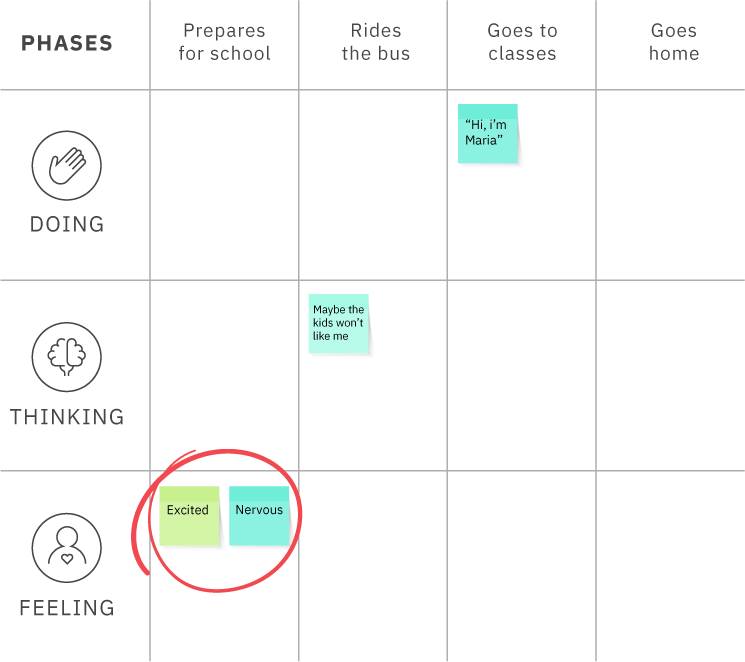 PHASES
Prepares
for school
Rides
the bus
Goes to
classes
Goes
home
DOING
“Hi, i’m
Maria”
THINKING
Maybe the
kids won’t
like me
FEELING
Excited
Nervous